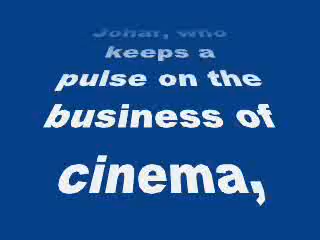 Johar, who
keeps a
pulse on the
business of
cinema,